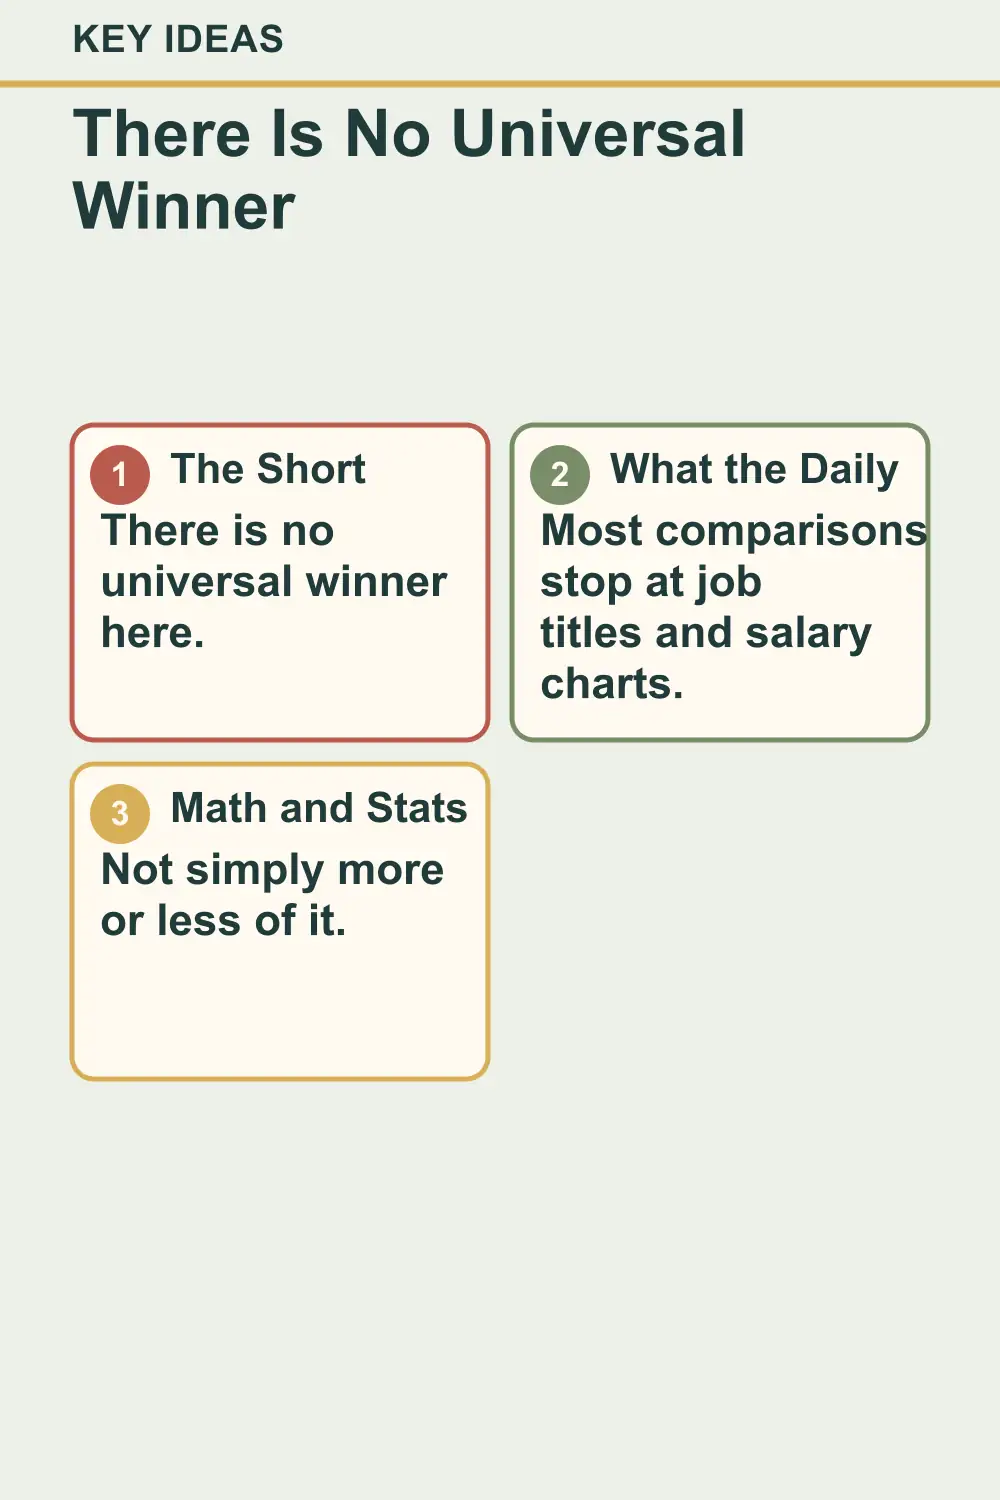 KEY IDEAS
There Is No Universal
Winner
1 The Short
There is no
universal winner
here.
2 What the Daily
Most comparisons
stop at job
titles and salary
charts.
3 Math and Stats
Not simply more
or less of it.